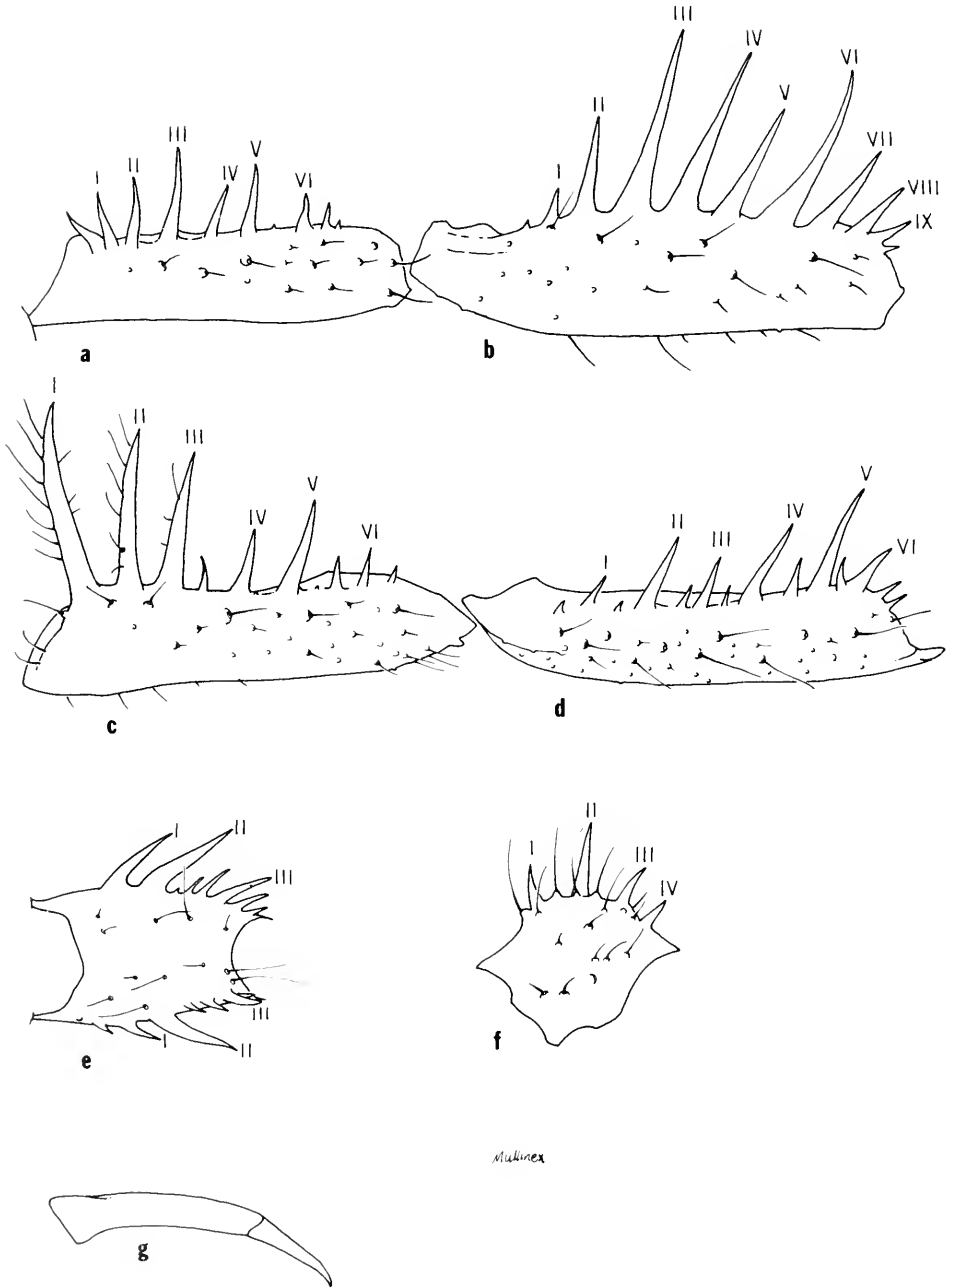 I II III IV V VI
I II III IV V VI VII VIII IX
a b
I II III IV V VI
I II III IV V VI
c d
I II III
III
I II
e
I II III IV
f
Mullinex
g